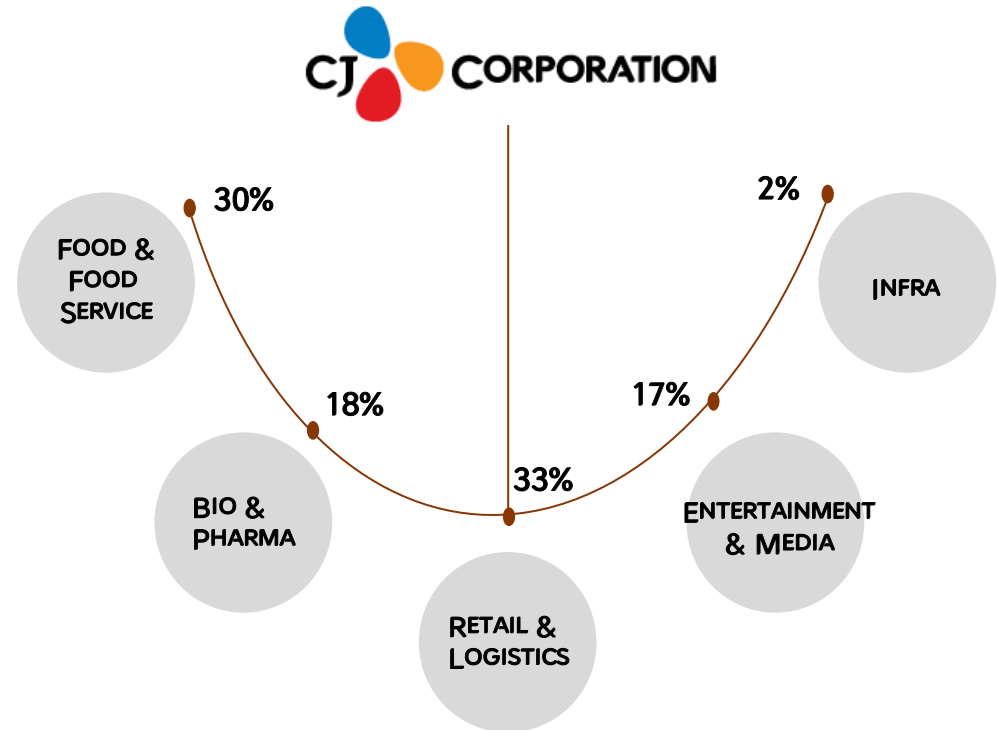 CJ CORPORATION
30%
2%
FOOD &
FOOD
SERVICE
INFRA
18%
17%
33%
BIO &
PHARMA
ENTERTAINMENT
& MEDIA
RETAIL &
LOGISTICS